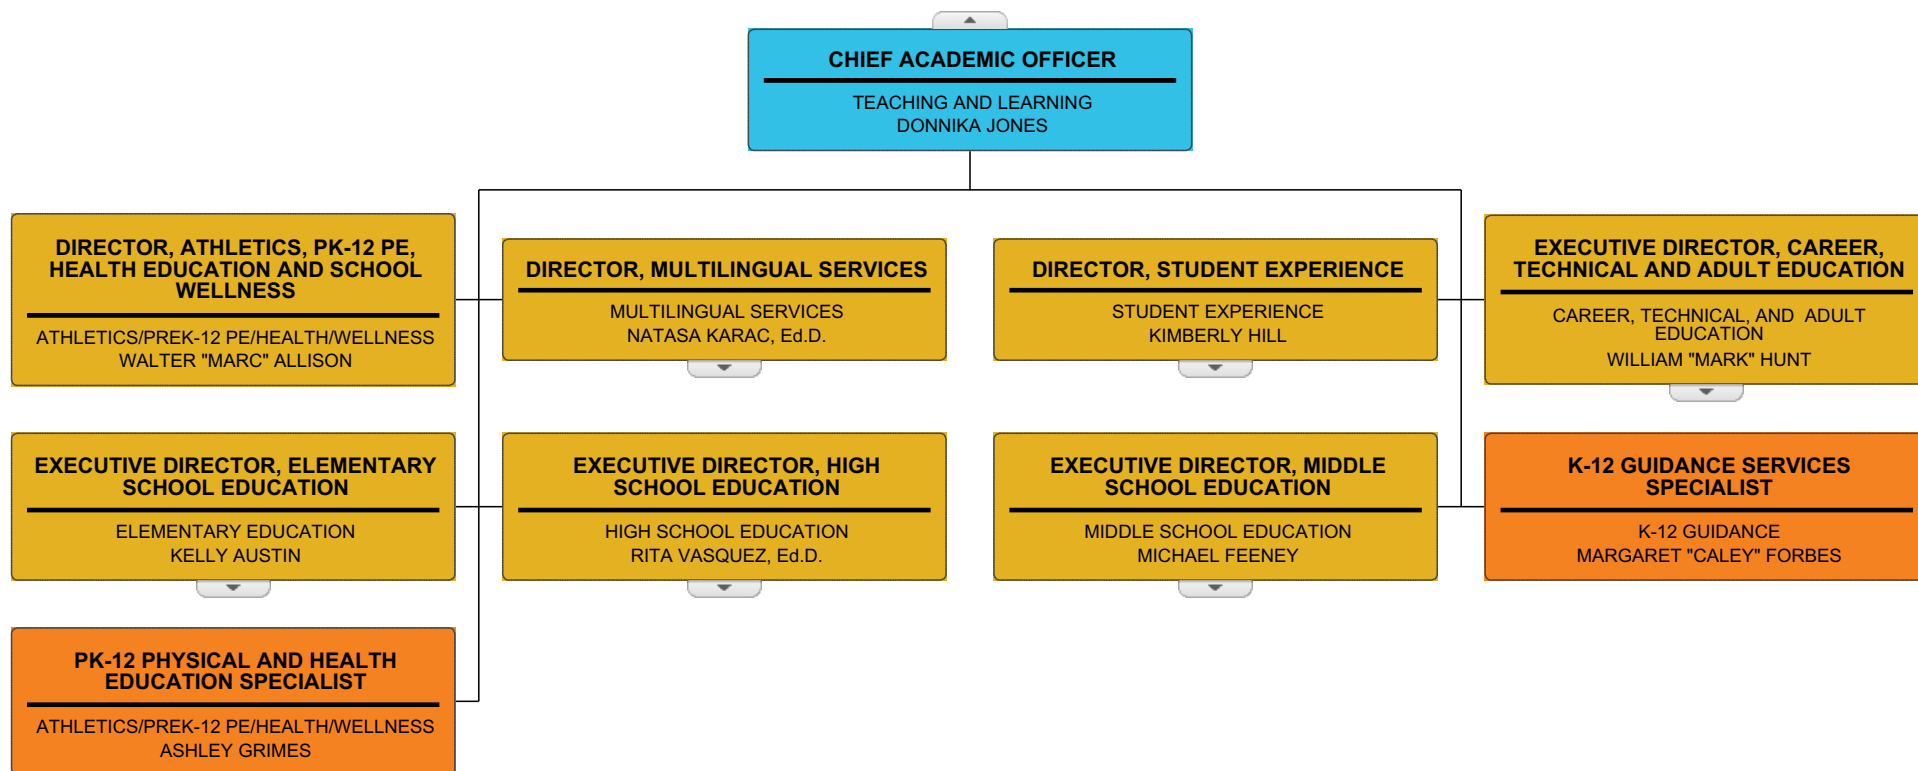 CHIEF ACADEMIC OFFICER
TEACHING AND LEARNING
DONNIKA JONES
DIRECTOR, ATHLETICS, PK-12 PE,
HEALTH EDUCATION AND SCHOOL
WELLNESS
ATHLETICS/PREK-12 PE/HEALTH/WELLNESS
WALTER "MARC" ALLISON
DIRECTOR, MULTILINGUAL SERVICES
MULTILINGUAL SERVICES
NATASA KARAC, Ed.D.
DIRECTOR, STUDENT EXPERIENCE
STUDENT EXPERIENCE
KIMBERLY HILL
EXECUTIVE DIRECTOR, CAREER,
TECHNICAL AND ADULT EDUCATION
CAREER, TECHNICAL, AND ADULT
EDUCATION
WILLIAM "MARK" HUNT
EXECUTIVE DIRECTOR, ELEMENTARY
SCHOOL EDUCATION
ELEMENTARY EDUCATION
KELLY AUSTIN
EXECUTIVE DIRECTOR, HIGH
SCHOOL EDUCATION
HIGH SCHOOL EDUCATION
RITA VASQUEZ, Ed.D.
EXECUTIVE DIRECTOR, MIDDLE
SCHOOL EDUCATION
MIDDLE SCHOOL EDUCATION
MICHAEL FEENEY
K-12 GUIDANCE SERVICES
SPECIALIST
K-12 GUIDANCE
MARGARET "CALEY" FORBES
PK-12 PHYSICAL AND HEALTH
EDUCATION SPECIALIST
ATHLETICS/PREK-12 PE/HEALTH/WELLNESS
ASHLEY GRIMES